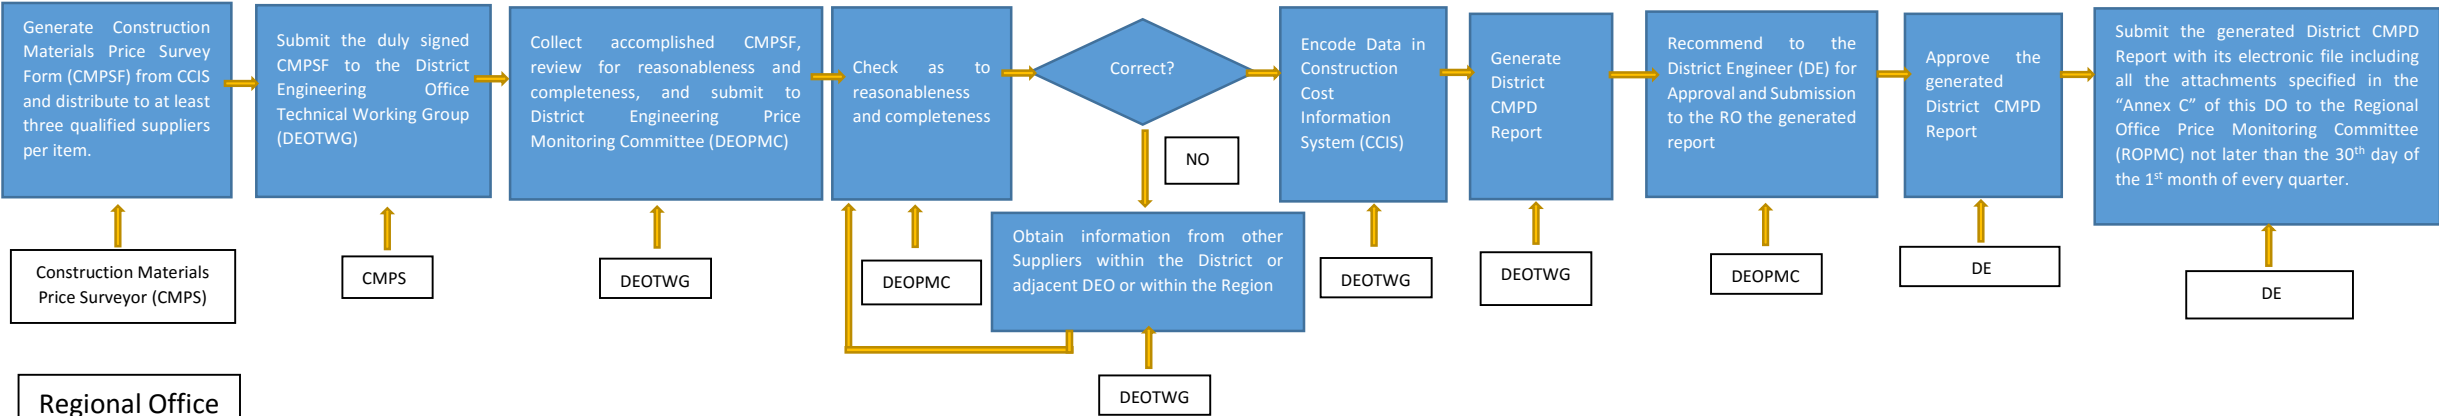 Generate Construction
Materials Price Survey
Form (CMPSF) from CCIS
and distribute to at least
three qualified suppliers
per item.
Submit the duly signed
CMPSF to the District
Engineering Office
Technical Working Group
(DEOTWG)
Collect accomplished CMPSF,
review for reasonableness and
completeness, and submit to
District Engineering Price
Monitoring Committee (DEOPMC)
Check as to
reasonableness
and completeness
Correct?
Encode Data in
Construction
Cost
Information
System (CCIS)
Generate
District
CMPD
Report
Recommend to the
District Engineer (DE) for
Approval and Submission
to the RO the generated
report
Approve the
generated
District CMPD
Report
Submit the generated District CMPD
Report with its electronic file including
all the attachments specified in the
“Annex C” of this DO to the Regional
Office Price Monitoring Committee
(ROPMC) not later than the 30th day of
the 1st month of every quarter.
NO
Obtain information from other
Suppliers within the District or
adjacent DEO or within the Region
Construction Materials
Price Surveyor (CMPS)
CMPS
DEOTWG
DEOPMC
DEOTWG
DEOTWG
DEOPMC
DE
DE
DEOTWG
Regional Office